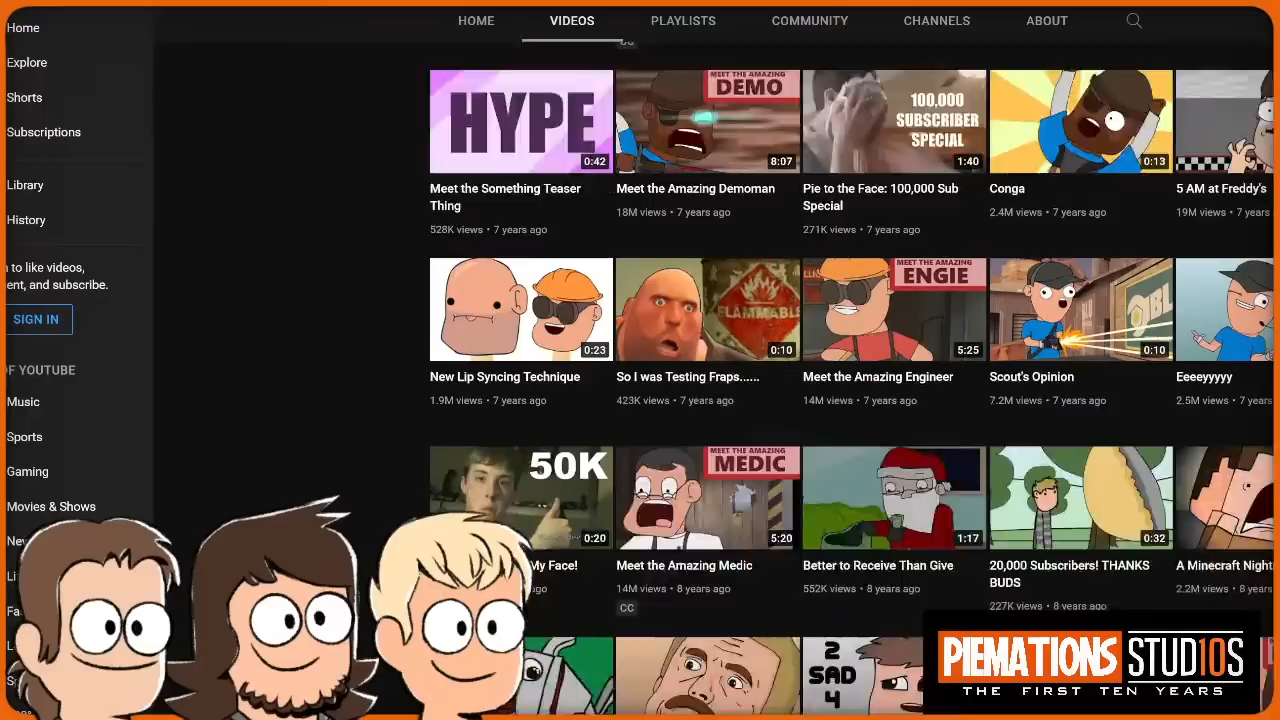 Home
Explore
Shorts
Subscriptions
Library
History
to like videos,
ent, and subscribe.
SIGN IN
OF YOUTUBE
Music
Sports
Gaming
Movies & Shows
HOME VIDEOS PLAYLISTS COMMUNITY CHANNELS ABOUT
HYPE
0:42
MEET THE AMAZING
DEMO
8:07
100,000
SUBSCRIBER
SPECIAL
1:40
0:13
Meet the Something Teaser
Thing
528K views • 7 years ago
Meet the Amazing Demoman
18M views • 7 years ago
Pie to the Face: 100,000 Sub
Special
271K views • 7 years ago
Conga
2.4M views • 7 years ago
5 AM at Freddy's
19M views • 7 years
0:23
FLAMMABLE
0:10
MEET THE AMAZING
ENGIE
5:25
0:10
New Lip Syncing Technique
1.9M views • 7 years ago
So I was Testing Fraps......
423K views • 7 years ago
Meet the Amazing Engineer
14M views • 7 years ago
Scout's Opinion
7.2M views • 7 years ago
Eeeeyyyyy
2.5M views • 7 years
50K
0:20
MEET THE AMAZING
MEDIC
5:20
1:17
0:32
My Face!
ago
Meet the Amazing Medic
14M views • 8 years ago
CC
Better to Receive Than Give
552K views • 8 years ago
20,000 Subscribers! THANKS
BUDS
227K views • 8 years ago
A Minecraft Night
2.2M views • 8 years
2
SAD
4
PIEMATIONS STUD10S
THE FIRST TEN YEARS